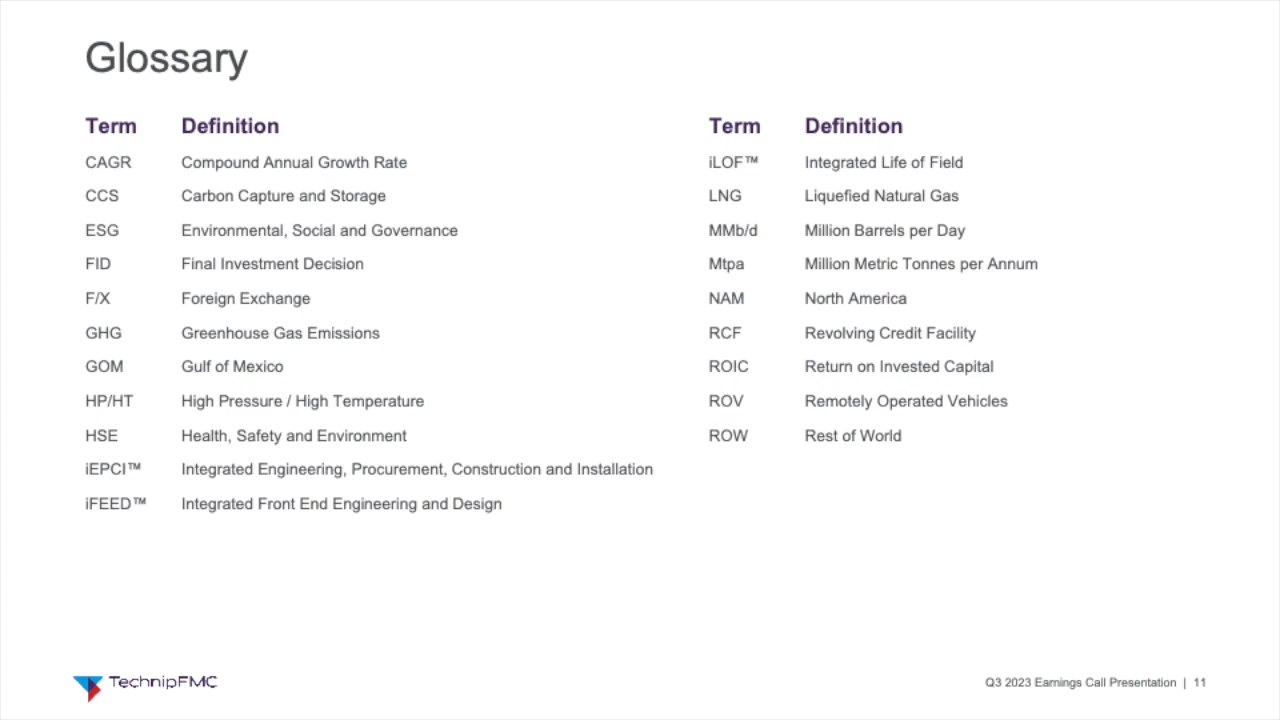 Glossary
Term Definition
CAGR Compound Annual Growth Rate
CCS Carbon Capture and Storage
ESG Environmental, Social and Governance
FID Final Investment Decision
F/X Foreign Exchange
GHG Greenhouse Gas Emissions
GOM Gulf of Mexico
HP/HT High Pressure / High Temperature
HSE Health, Safety and Environment
iEPCI™ Integrated Engineering, Procurement, Construction and Installation
iFEED™ Integrated Front End Engineering and Design
Term Definition
iLOF™ Integrated Life of Field
LNG Liquefied Natural Gas
MMb/d Million Barrels per Day
Mtpa Million Metric Tonnes per Annum
NAM North America
RCF Revolving Credit Facility
ROIC Return on Invested Capital
ROV Remotely Operated Vehicles
ROW Rest of World
TechnipFMC
Q3 2023 Earnings Call Presentation | 11